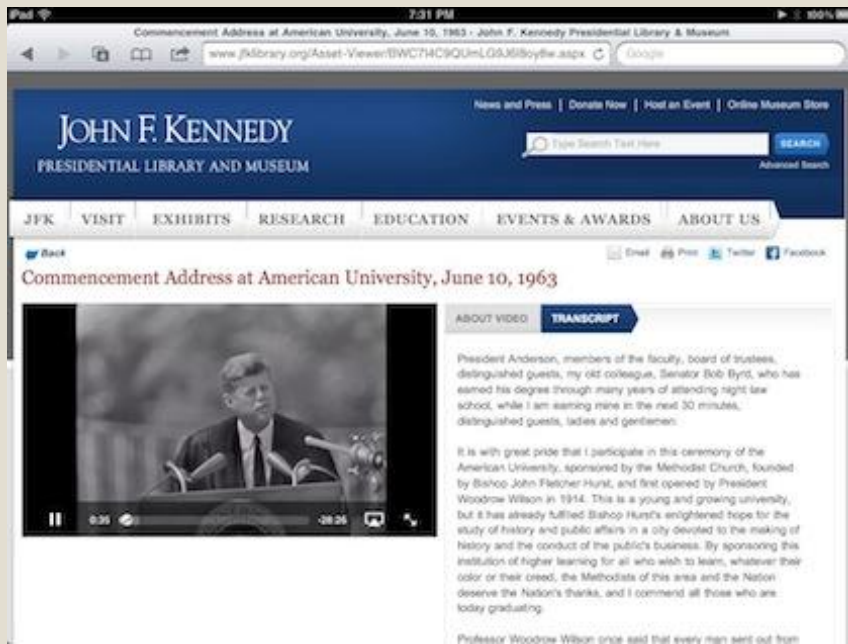 iPad 7:31 PM 100%
Commencement Address at American University, June 10, 1963 - John F. Kennedy Presidential Library & Museum
Google
News and Press | Donate Now | Host an Event | Online Museum Store
JOHN F. KENNEDY
PRESIDENTIAL LIBRARY AND MUSEUM
Type Search Text Here SEARCH
Advanced Search
JFK VISIT EXHIBITS RESEARCH EDUCATION EVENTS & AWARDS ABOUT US
Back Email Print Twitter Facebook
Commencement Address at American University, June 10, 1963
ABOUT VIDEO TRANSCRIPT
President Anderson, members of the faculty, board of trustees,
distinguished guests, my old colleague, Senator Bob Byrd, who has
earned his degree through many years of attending night law
school, while I am earning mine in the next 30 minutes,
distinguished guests, ladies and gentlemen:
It is with great pride that I participate in this ceremony of the
American University, sponsored by the Methodist Church, founded
by Bishop John Fletcher Hurst, and first opened by President
Woodrow Wilson in 1914. This is a young and growing university,
but it has already fulfilled Bishop Hurst's enlightened hope for the
study of history and public affairs in a city devoted to the making of
history and the conduct of the public's business. By sponsoring this
institution of higher learning for all who wish to learn, whatever their
color or their creed, the Methodists of this area and the Nation
deserve the Nation's thanks, and I commend all those who are
today graduating.
Professor Woodrow Wilson once said that every man sent out from
0:35 -28:26